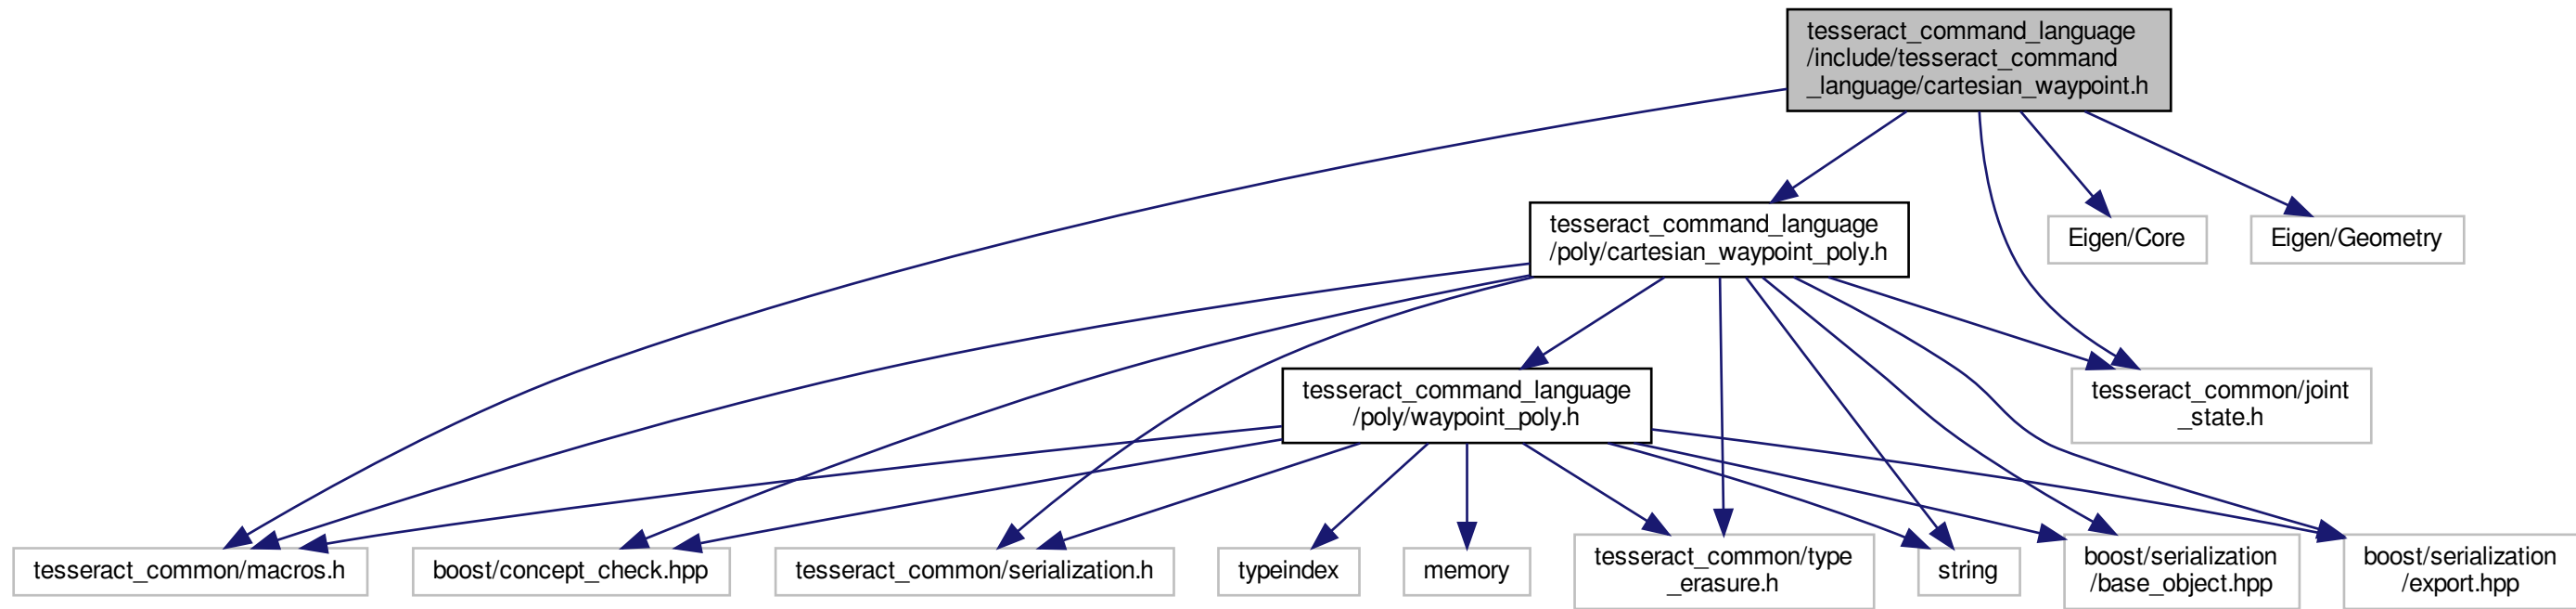 tesseract_command_language
/include/tesseract_command
_language/cartesian_waypoint.h
tesseract_command_language
/poly/cartesian_waypoint_poly.h
Eigen/Core
Eigen/Geometry
tesseract_command_language
/poly/waypoint_poly.h
tesseract_common/joint
_state.h
tesseract_common/macros.h
boost/concept_check.hpp
tesseract_common/serialization.h
typeindex
memory
tesseract_common/type
_erasure.h
string
boost/serialization
/base_object.hpp
boost/serialization
/export.hpp